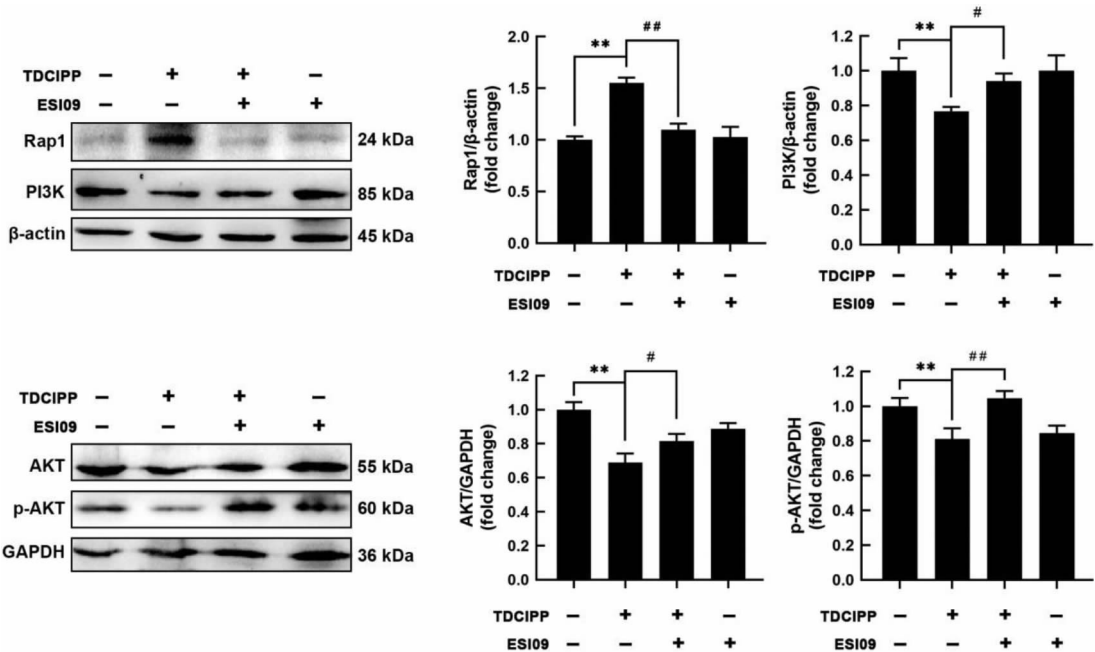 TDCIPP – + + –
ESI09 – – + +
Rap1 24 kDa
PI3K 85 kDa
β-actin 45 kDa
Rap1/β-actin
(fold change)
2.0
1.5
1.0
0.5
0.0
** ##
TDCIPP – + + –
ESI09 – – + +
PI3K/β-actin
(fold change)
1.2
1.0
0.8
0.6
0.4
0.2
0.0
** #
TDCIPP – + + –
ESI09 – – + +
TDCIPP – + + –
ESI09 – – + +
AKT 55 kDa
p-AKT 60 kDa
GAPDH 36 kDa
AKT/GAPDH
(fold change)
1.2
1.0
0.8
0.6
0.4
0.2
0.0
** #
TDCIPP – + + –
ESI09 – – + +
p-AKT/GAPDH
(fold change)
1.2
1.0
0.8
0.6
0.4
0.2
0.0
** ##
TDCIPP – + + –
ESI09 – – + +